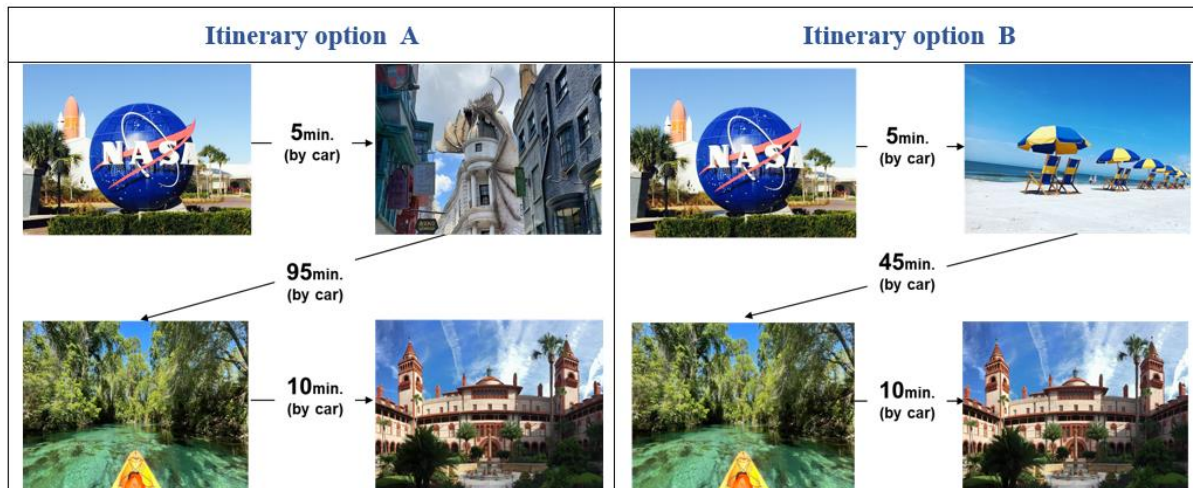 Itinerary option A
Itinerary option B
NASA
5min.
(by car)
NASA
5min.
(by car)
95min.
(by car)
45min.
(by car)
10min.
(by car)
10min.
(by car)